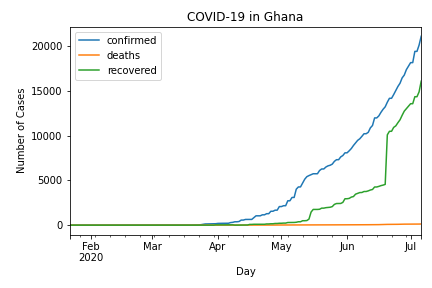 COVID-19 in Ghana
confirmed
deaths
recovered
Number of Cases
20000
15000
10000
5000
0
Feb Mar Apr May Jun Jul
2020
Day